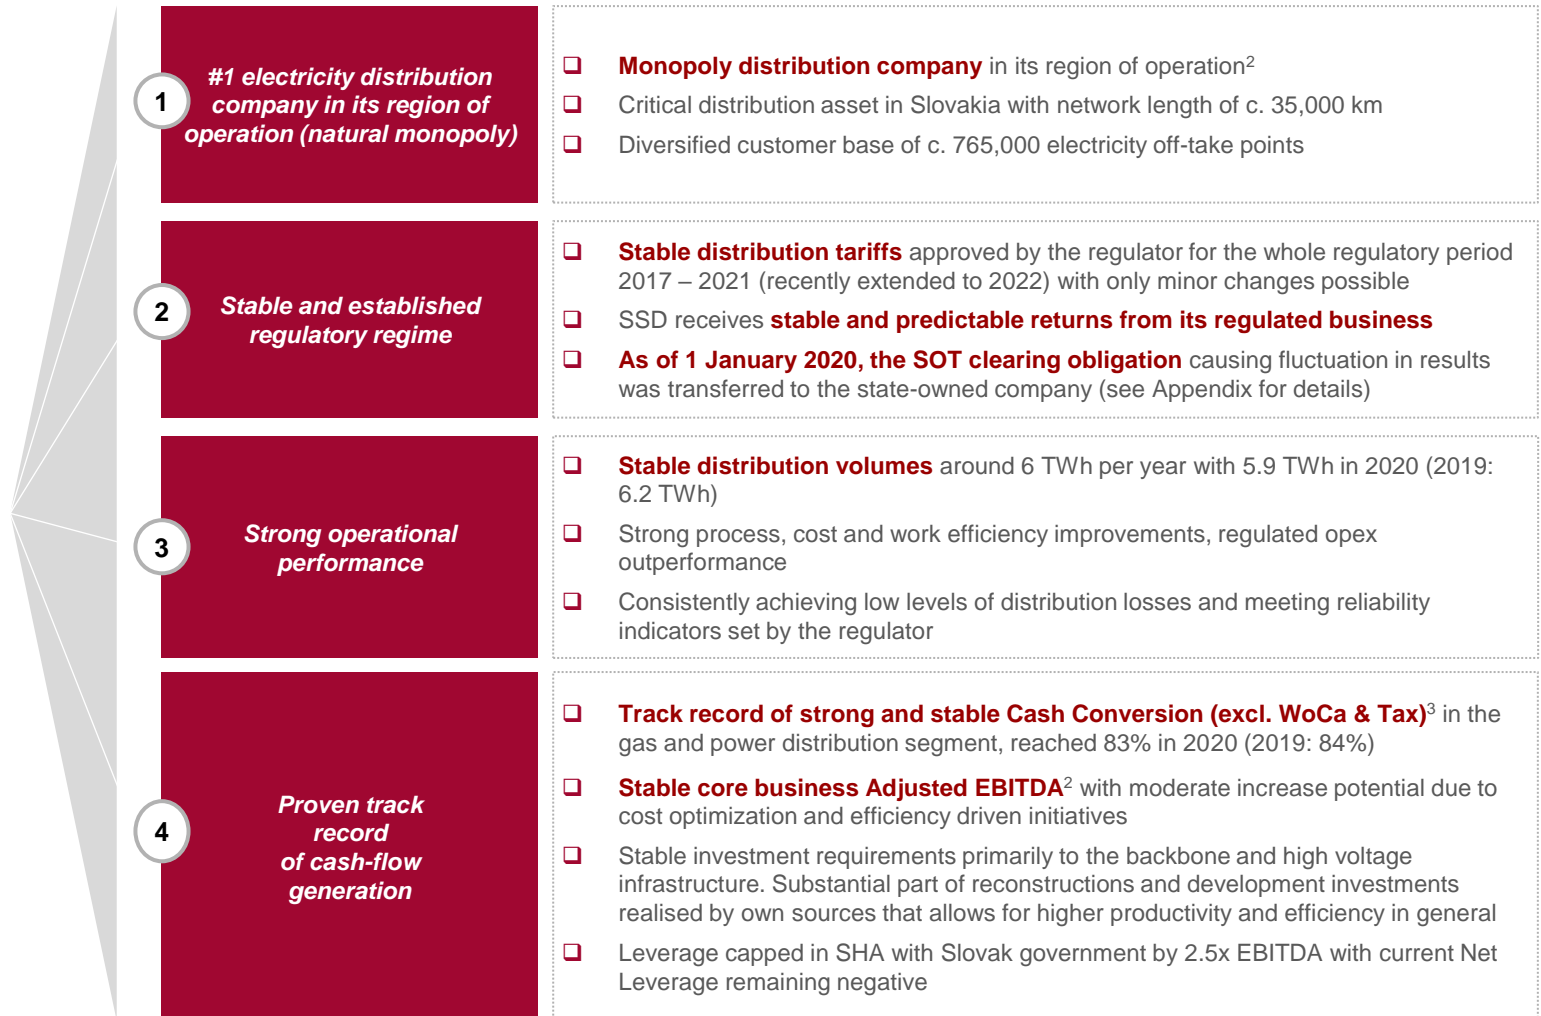 1
#1 electricity distribution
company in its region of
operation (natural monopoly)
❑ Monopoly distribution company in its region of operation²
❑ Critical distribution asset in Slovakia with network length of c. 35,000 km
❑ Diversified customer base of c. 765,000 electricity off-take points
2
Stable and established
regulatory regime
❑ Stable distribution tariffs approved by the regulator for the whole regulatory period
2017 – 2021 (recently extended to 2022) with only minor changes possible
❑ SSD receives stable and predictable returns from its regulated business
❑ As of 1 January 2020, the SOT clearing obligation causing fluctuation in results
was transferred to the state-owned company (see Appendix for details)
3
Strong operational
performance
❑ Stable distribution volumes around 6 TWh per year with 5.9 TWh in 2020 (2019:
6.2 TWh)
❑ Strong process, cost and work efficiency improvements, regulated opex
outperformance
❑ Consistently achieving low levels of distribution losses and meeting reliability
indicators set by the regulator
4
Proven track
record
of cash-flow
generation
❑ Track record of strong and stable Cash Conversion (excl. WoCa & Tax)³ in the
gas and power distribution segment, reached 83% in 2020 (2019: 84%)
❑ Stable core business Adjusted EBITDA² with moderate increase potential due to
cost optimization and efficiency driven initiatives
❑ Stable investment requirements primarily to the backbone and high voltage
infrastructure. Substantial part of reconstructions and development investments
realised by own sources that allows for higher productivity and efficiency in general
❑ Leverage capped in SHA with Slovak government by 2.5x EBITDA with current Net
Leverage remaining negative